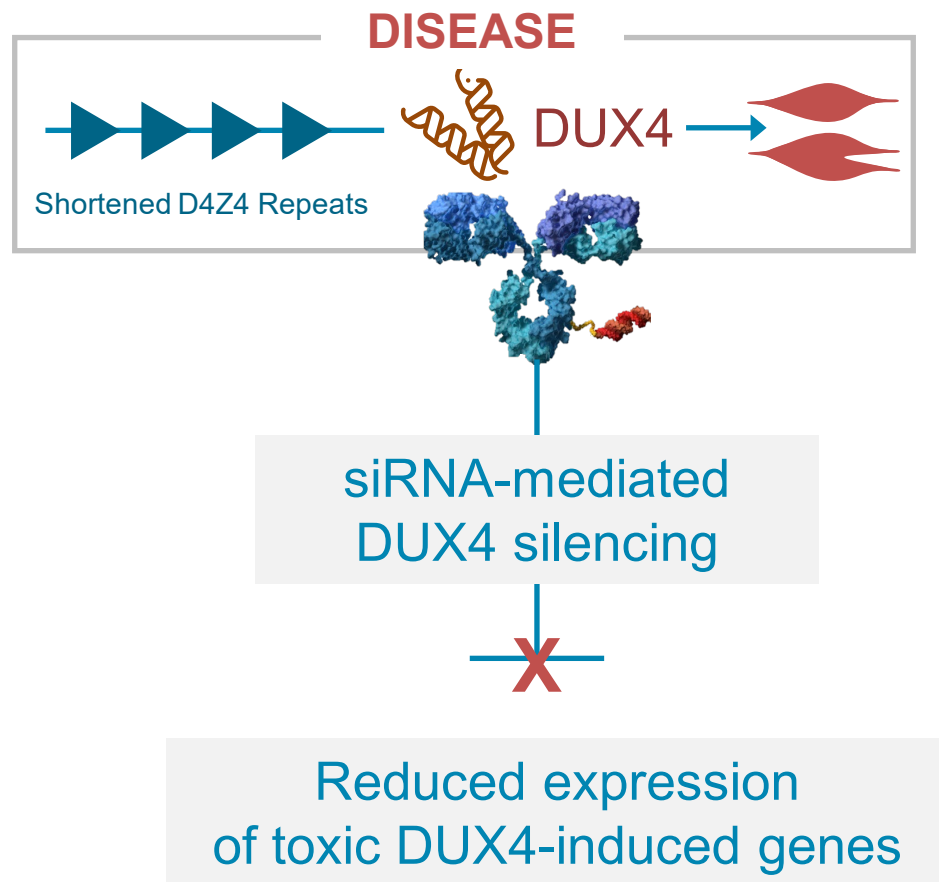 DISEASE
DUX4
Shortened D4Z4 Repeats
siRNA-mediated
DUX4 silencing
X
Reduced expression
of toxic DUX4-induced genes